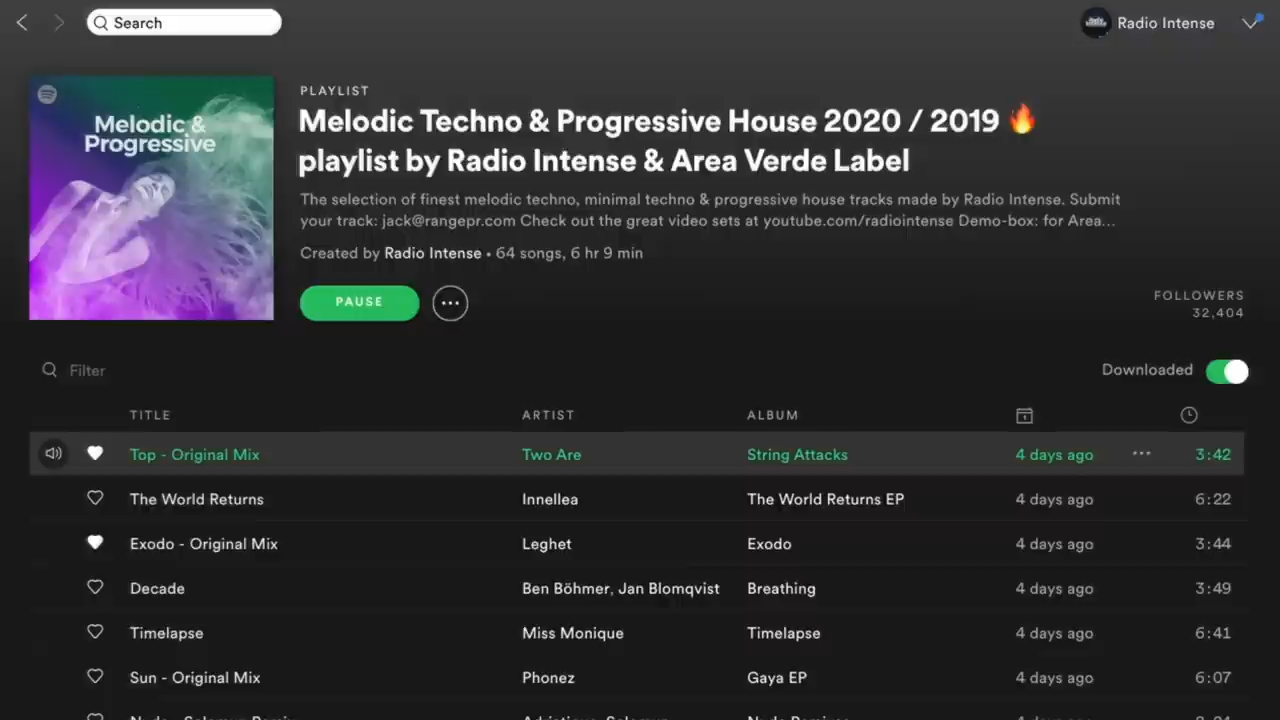 Search
Radio Intense
Melodic &
Progressive
PLAYLIST
Melodic Techno & Progressive House 2020 / 2019 🔥
playlist by Radio Intense & Area Verde Label
The selection of finest melodic techno, minimal techno & progressive house tracks made by Radio Intense. Submit
your track: jack@rangepr.com Check out the great video sets at youtube.com/radiointense Demo-box: for Area...
Created by Radio Intense • 64 songs, 6 hr 9 min
PAUSE
FOLLOWERS
32,404
Filter
Downloaded
TITLE ARTIST ALBUM
Top - Original Mix Two Are String Attacks 4 days ago 3:42
The World Returns Innellea The World Returns EP 4 days ago 6:22
Exodo - Original Mix Leghet Exodo 4 days ago 3:44
Decade Ben Böhmer, Jan Blomqvist Breathing 4 days ago 3:49
Timelapse Miss Monique Timelapse 4 days ago 6:41
Sun - Original Mix Phonez Gaya EP 4 days ago 6:07